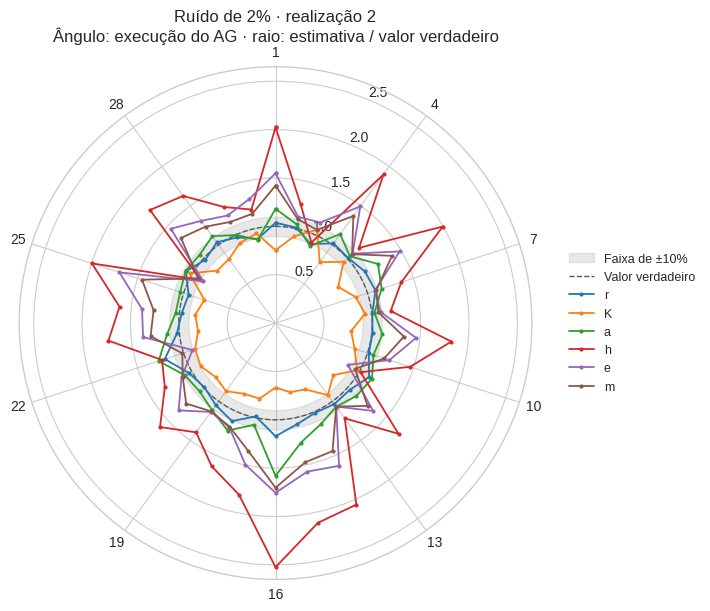 Ruído de 2% · realização 2
Ângulo: execução do AG · raio: estimativa / valor verdadeiro
1
4
7
10
13
16
19
22
25
28
0.5
1.0
1.5
2.0
2.5
Faixa de ±10%
Valor verdadeiro
r
K
a
h
e
m